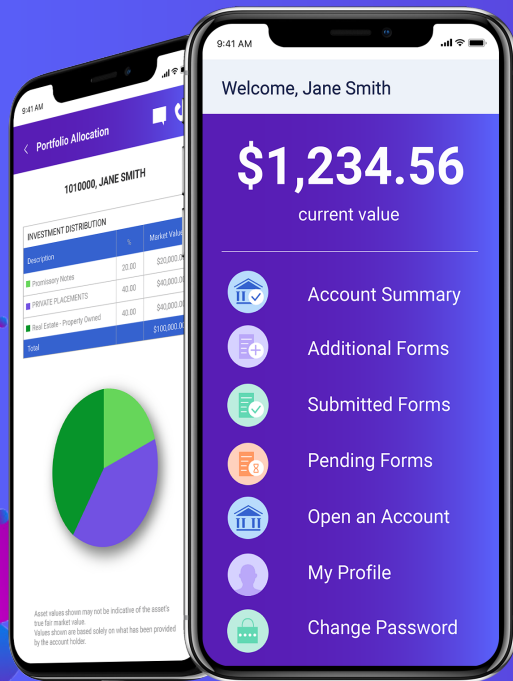 9:41 AM
Portfolio Allocation
1010000, JANE SMITH
INVESTMENT DISTRIBUTION
Description % Market Value
Promissory Notes 20.00 $20,000.00
PRIVATE PLACEMENTS 40.00 $40,000.00
Real Estate - Property Owned 40.00 $40,000.00
Total $100,000.00
Asset values shown may not be indicative of the asset's
true fair market value
Values shown are based solely on what has been provided
by the account holder.
9:41 AM
Welcome, Jane Smith
$1,234.56
current value
Account Summary
Additional Forms
Submitted Forms
Pending Forms
Open an Account
My Profile
Change Password